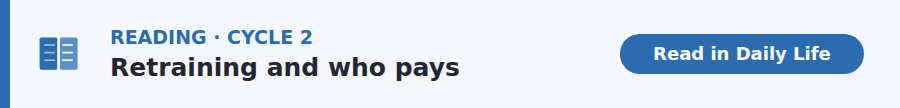 READING · CYCLE 2
Retraining and who pays
Read in Daily Life